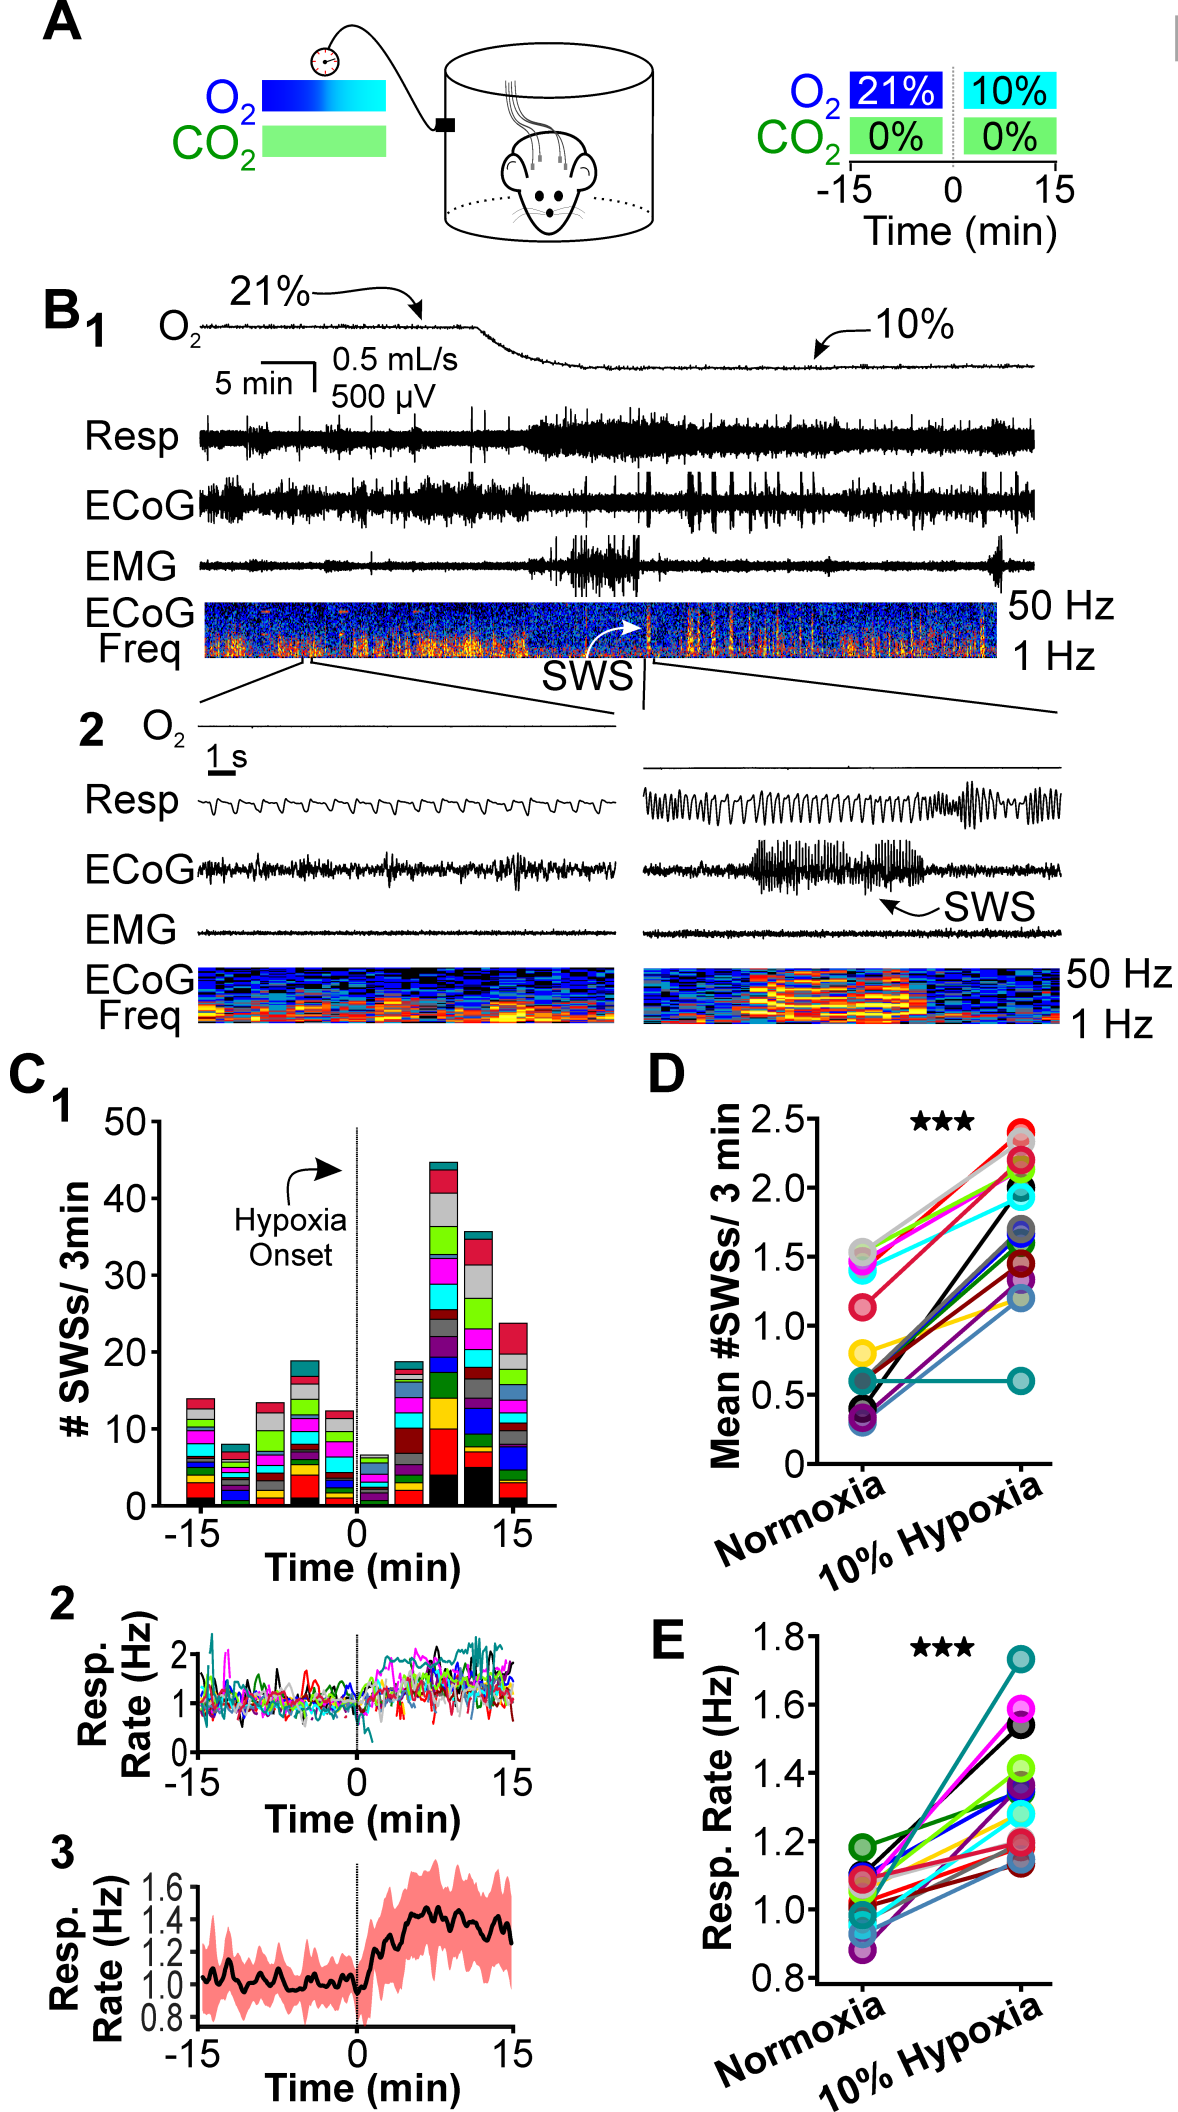 A
O2
CO2
O2 21% 10%
CO2 0% 0%
-15 0 15
Time (min)
B1
21%
O2
10%
5 min
0.5 mL/s
500 µV
Resp
ECoG
EMG
ECoG
Freq
50 Hz
1 Hz
SWS
2
O2
1 s
Resp
ECoG
SWS
EMG
ECoG
Freq
50 Hz
1 Hz
C1
# SWSs/ 3min
50
40
30
20
10
0
Hypoxia
Onset
-15 0 15
Time (min)
D
Mean #SWSs/ 3 min
★★★
2.5
2.0
1.5
1.0
0.5
0
Normoxia
10% Hypoxia
2
Resp.
Rate (Hz)
2
1
0
-15 0 15
Time (min)
3
Resp.
Rate (Hz)
1.6
1.4
1.2
1.0
0.8
-15 0 15
Time (min)
E
Resp. Rate (Hz)
★★★
1.8
1.6
1.4
1.2
1.0
0.8
Normoxia
10% Hypoxia